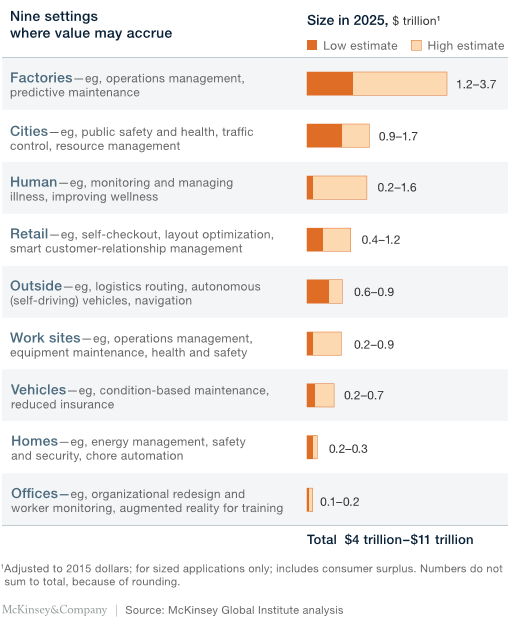 Nine settings
where value may accrue
Size in 2025, $ trillion¹
Low estimate
High estimate
Factories—eg, operations management,
predictive maintenance
1.2–3.7
Cities—eg, public safety and health, traffic
control, resource management
0.9–1.7
Human—eg, monitoring and managing
illness, improving wellness
0.2–1.6
Retail—eg, self-checkout, layout optimization,
smart customer-relationship management
0.4–1.2
Outside—eg, logistics routing, autonomous
(self-driving) vehicles, navigation
0.6–0.9
Work sites—eg, operations management,
equipment maintenance, health and safety
0.2–0.9
Vehicles—eg, condition-based maintenance,
reduced insurance
0.2–0.7
Homes—eg, energy management, safety
and security, chore automation
0.2–0.3
Offices—eg, organizational redesign and
worker monitoring, augmented reality for training
0.1–0.2
Total $4 trillion–$11 trillion
¹Adjusted to 2015 dollars; for sized applications only; includes consumer surplus. Numbers do not
sum to total, because of rounding.
McKinsey&Company | Source: McKinsey Global Institute analysis